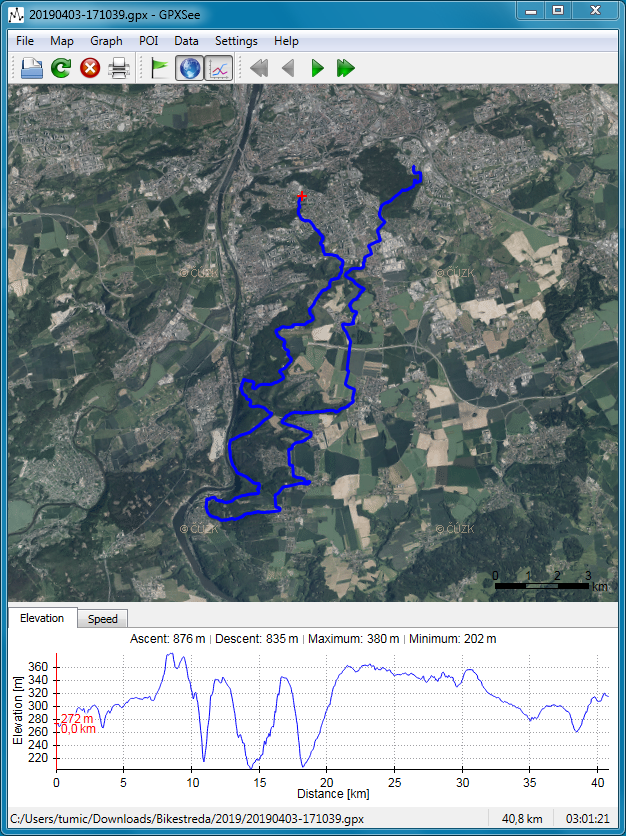 20190403-171039.gpx - GPXSee
File Map Graph POI Data Settings Help
© ČÚZK © ČÚZK
© ČÚZK © ČÚZK
0 1 2 3
km
Elevation Speed
Ascent: 876 m | Descent: 835 m | Maximum: 380 m | Minimum: 202 m
Elevation [m]
360
340
320
300
280
260
240
220
272 m
0,0 km
0 5 10 15 20 25 30 35 40
Distance [km]
C:/Users/tumic/Downloads/Bikestreda/2019/20190403-171039.gpx 40,8 km 03:01:21